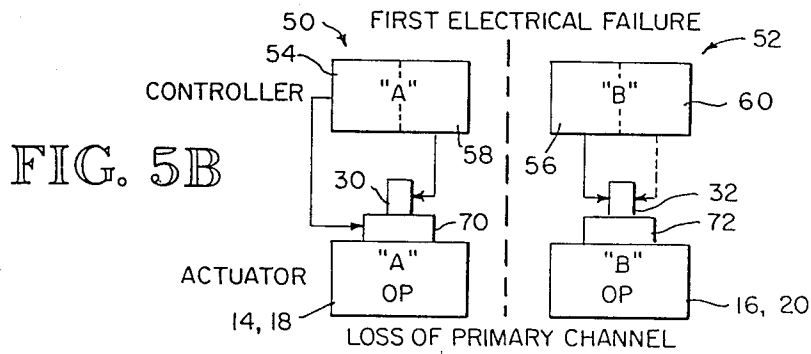 FIRST ELECTRICAL FAILURE
50
52
54
CONTROLLER
"A"
"B"
60
58
56
FIG. 5B
30
32
70
72
ACTUATOR
"A"
OP
"B"
OP
14, 18
16, 20
LOSS OF PRIMARY CHANNEL